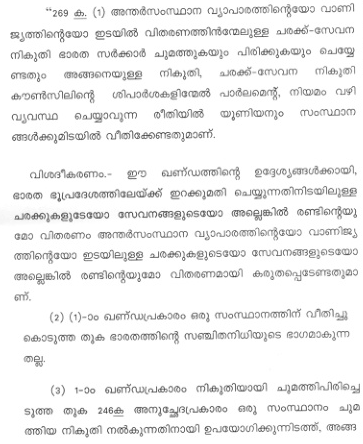 “269 ക. (1) അന്തർസംസ്ഥാന വ്യാപാരത്തിന്റെയോ വാണി
ജ്യത്തിന്റെയോ ഇടയിൽ വിതരണത്തിൻന്മേലുള്ള ചരക്ക്-സേവന
നികുതി ഭാരത സർക്കാർ ചുമത്തുകയും പിരിക്കുകയും ചെയ്യേ
ണ്ടതും അങ്ങനെയുള്ള നികുതി, ചരക്ക്-സേവന നികുതി
കൗൺസിലിന്റെ ശിപാർശകളിന്മേൽ പാർലമെന്റ്, നിയമം വഴി
വ്യവസ്ഥ ചെയ്യാവുന്ന രീതിയിൽ യൂണിയനും സംസ്ഥാന
ങ്ങൾക്കുമിടയിൽ വീതിക്കേണ്ടതുമാണ്.
വിശദീകരണം.- ഈ ഖണ്ഡത്തിന്റെ ഉദ്ദേശ്യങ്ങൾക്കായി,
ഭാരത ഭൂപ്രദേശത്തിലേയ്ക്ക് ഇറക്കുമതി ചെയ്യുന്നതിനിടയിലുള്ള
ചരക്കുകളുടേയോ സേവനങ്ങളുടെയോ അല്ലെങ്കിൽ രണ്ടിന്റെയു
മോ വിതരണം അന്തർസംസ്ഥാന വ്യാപാരത്തിന്റെയോ വാണിജ്യ
ത്തിന്റെയോ ഇടയിലുള്ള ചരക്കുകളുടെയോ സേവനങ്ങളുടെയോ
അല്ലെങ്കിൽ രണ്ടിന്റെയുമോ വിതരണമായി കരുതപ്പെടേണ്ടതുമാ
ണ്.
(2) (1)-ാം ഖണ്ഡപ്രകാരം ഒരു സംസ്ഥാനത്തിന് വീതിച്ചു
കൊടുത്ത തുക ഭാരതത്തിന്റെ സഞ്ചിതനിധിയുടെ ഭാഗമാകുന്ന
തല്ല.
(3) 1-ാം ഖണ്ഡപ്രകാരം നികുതിയായി ചുമത്തിപിരിച്ചെ
ടുത്ത തുക 246ക അനുച്ഛേദപ്രകാരം ഒരു സംസ്ഥാനം ചുമ
ത്തിയ നികുതി നൽകുന്നതിനായി ഉപയോഗിക്കുന്നിടത്ത്, അങ്ങ